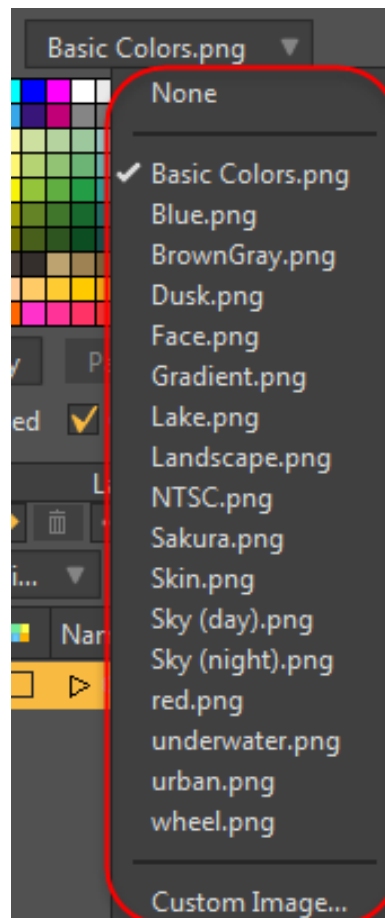 Basic Colors.png
None
Basic Colors.png
Blue.png
BrownGray.png
Dusk.png
Face.png
Gradient.png
Lake.png
Landscape.png
NTSC.png
Sakura.png
Skin.png
Sky (day).png
Sky (night).png
red.png
underwater.png
urban.png
wheel.png
Custom Image...